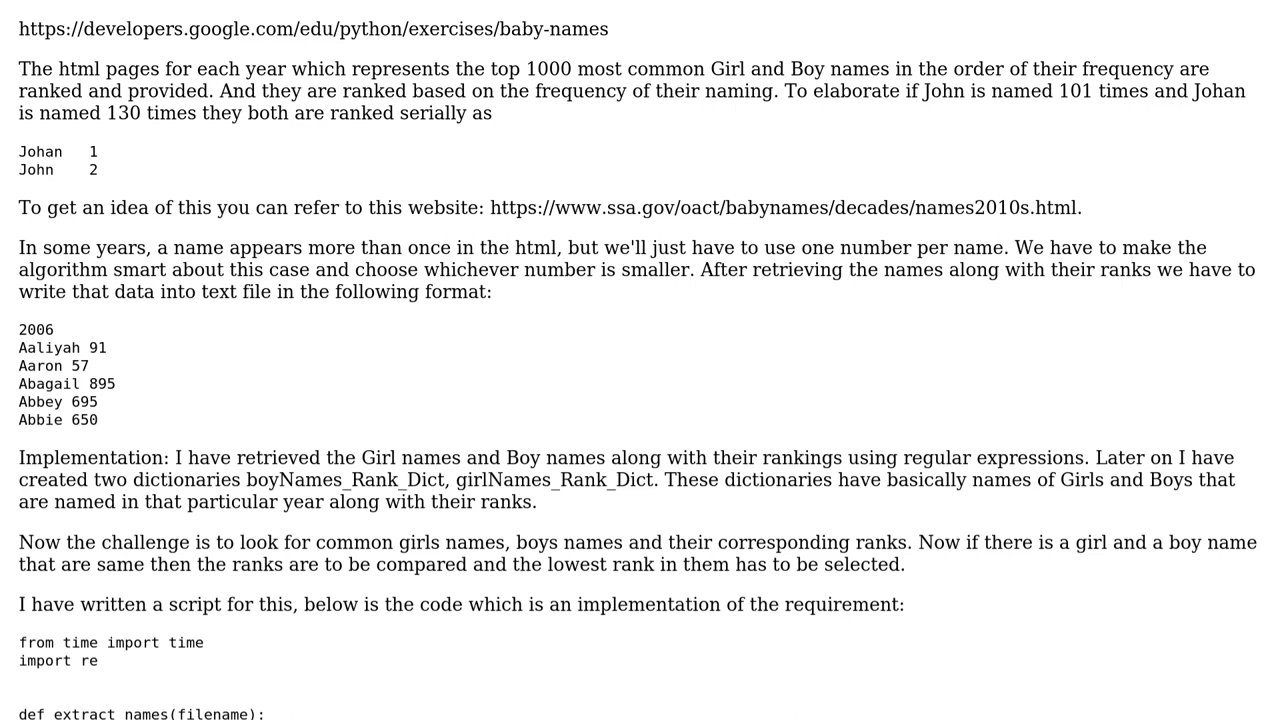 https://developers.google.com/edu/python/exercises/baby-names
The html pages for each year which represents the top 1000 most common Girl and Boy names in the order of their frequency are
ranked and provided. And they are ranked based on the frequency of their naming. To elaborate if John is named 101 times and Johan
is named 130 times they both are ranked serially as
Johan   1
John    2
To get an idea of this you can refer to this website: https://www.ssa.gov/oact/babynames/decades/names2010s.html.
In some years, a name appears more than once in the html, but we'll just have to use one number per name. We have to make the
algorithm smart about this case and choose whichever number is smaller. After retrieving the names along with their ranks we have to
write that data into text file in the following format:
2006
Aaliyah 91
Aaron 57
Abagail 895
Abbey 695
Abbie 650
Implementation: I have retrieved the Girl names and Boy names along with their rankings using regular expressions. Later on I have
created two dictionaries boyNames_Rank_Dict, girlNames_Rank_Dict. These dictionaries have basically names of Girls and Boys that
are named in that particular year along with their ranks.
Now the challenge is to look for common girls names, boys names and their corresponding ranks. Now if there is a girl and a boy name
that are same then the ranks are to be compared and the lowest rank in them has to be selected.
I have written a script for this, below is the code which is an implementation of the requirement:
from time import time
import re
def extract_names(filename):